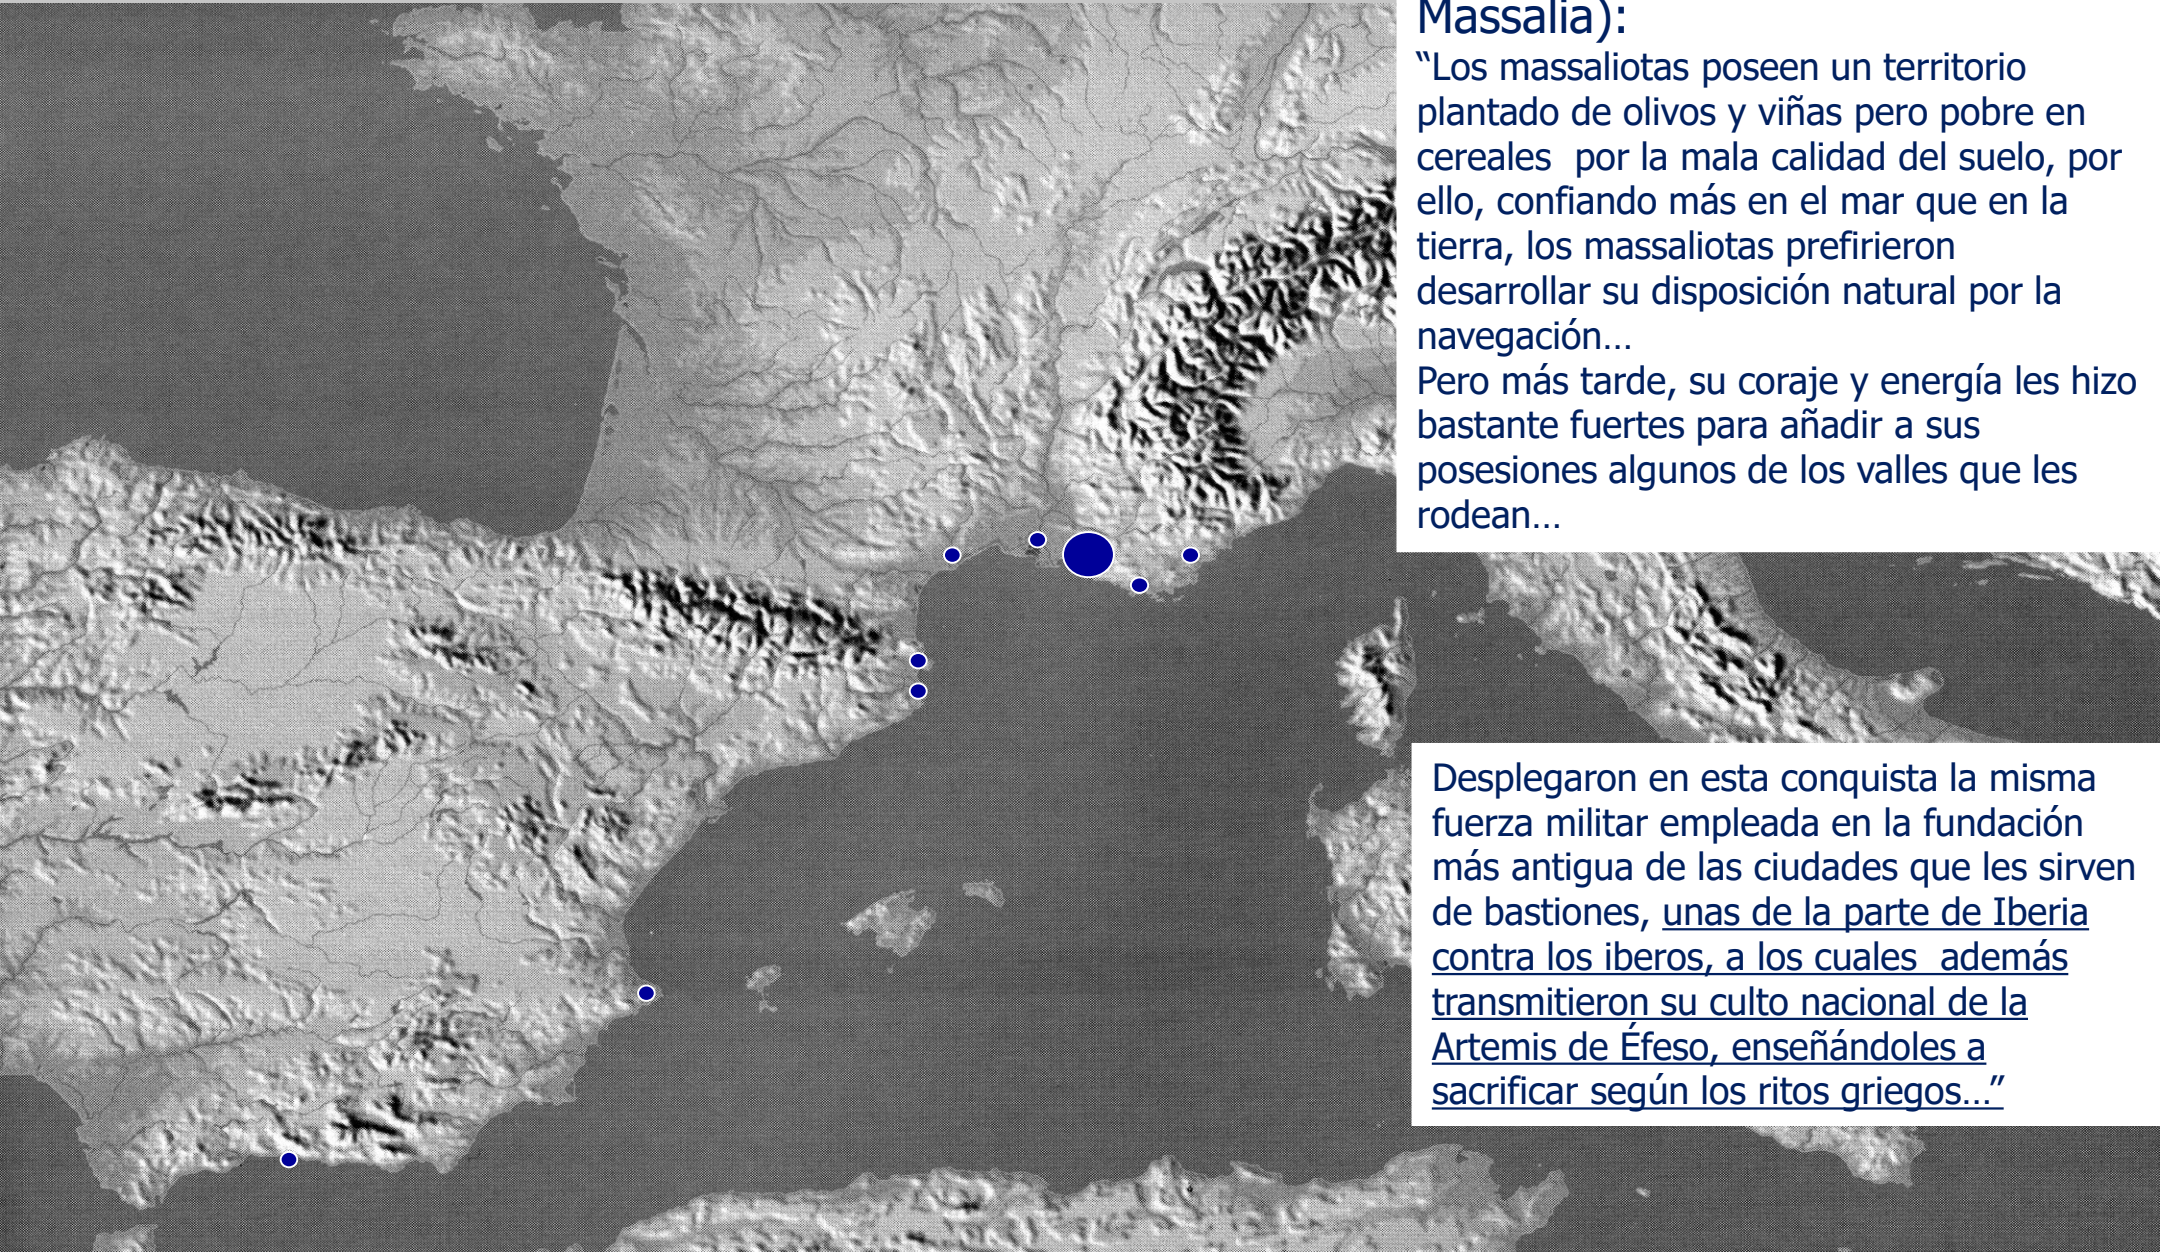 Massalia):
“Los massaliotas poseen un territorio
plantado de olivos y viñas pero pobre en
cereales  por la mala calidad del suelo, por
ello, confiando más en el mar que en la
tierra, los massaliotas prefirieron
desarrollar su disposición natural por la
navegación…
Pero más tarde, su coraje y energía les hizo
bastante fuertes para añadir a sus
posesiones algunos de los valles que les
rodean…
Desplegaron en esta conquista la misma
fuerza militar empleada en la fundación
más antigua de las ciudades que les sirven
de bastiones, unas de la parte de Iberia
contra los iberos, a los cuales  además
transmitieron su culto nacional de la
Artemis de Éfeso, enseñándoles a
sacrificar según los ritos griegos…”